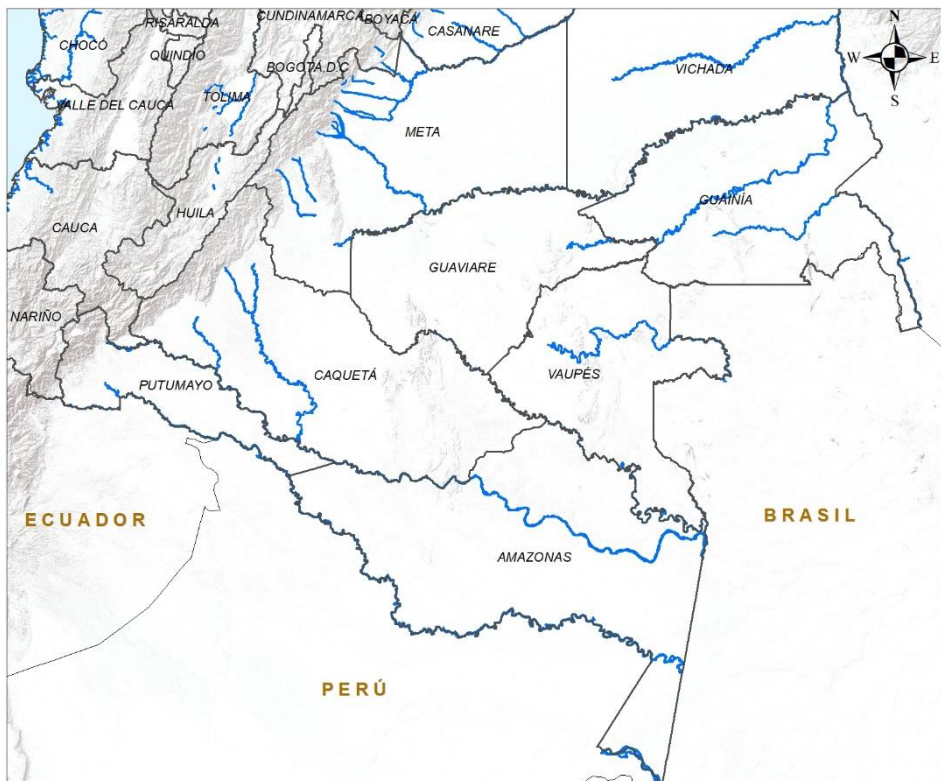 CUNDINAMARCA
BOYACÁ
RISARALDA
CASANARE
N
CHOCÓ
QUINDÍO
BOGOTÁ,D.C
W
E
VICHADA
S
VALLE DEL CAUCA
TOLIMA
META
HUILA
GUAINÍA
CAUCA
GUAVIARE
NARIÑO
CAQUETÁ
VAUPÉS
PUTUMAYO
ECUADOR
BRASIL
AMAZONAS
PERÚ